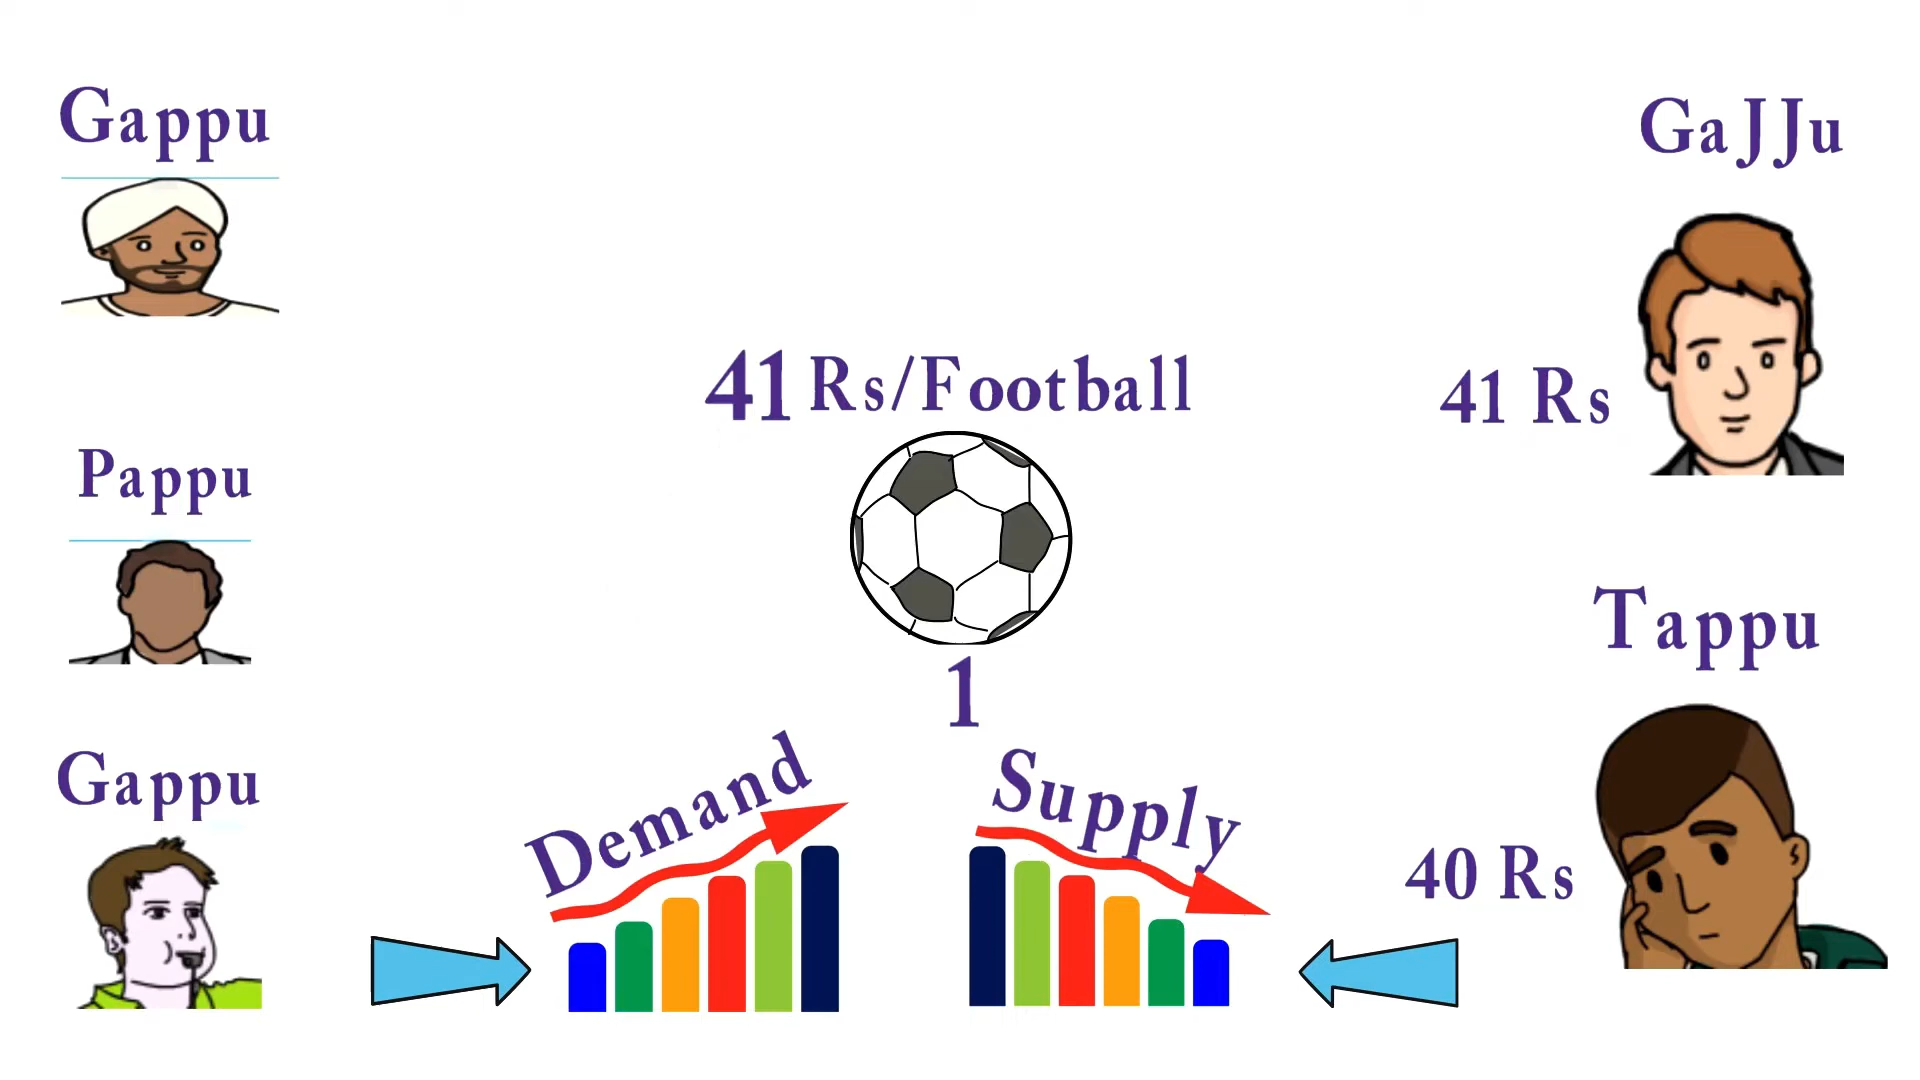 Gappu
GaJJu
41 Rs/Football
41 Rs
Pappu
Tappu
1
Gappu
Demand
Supply
40 Rs